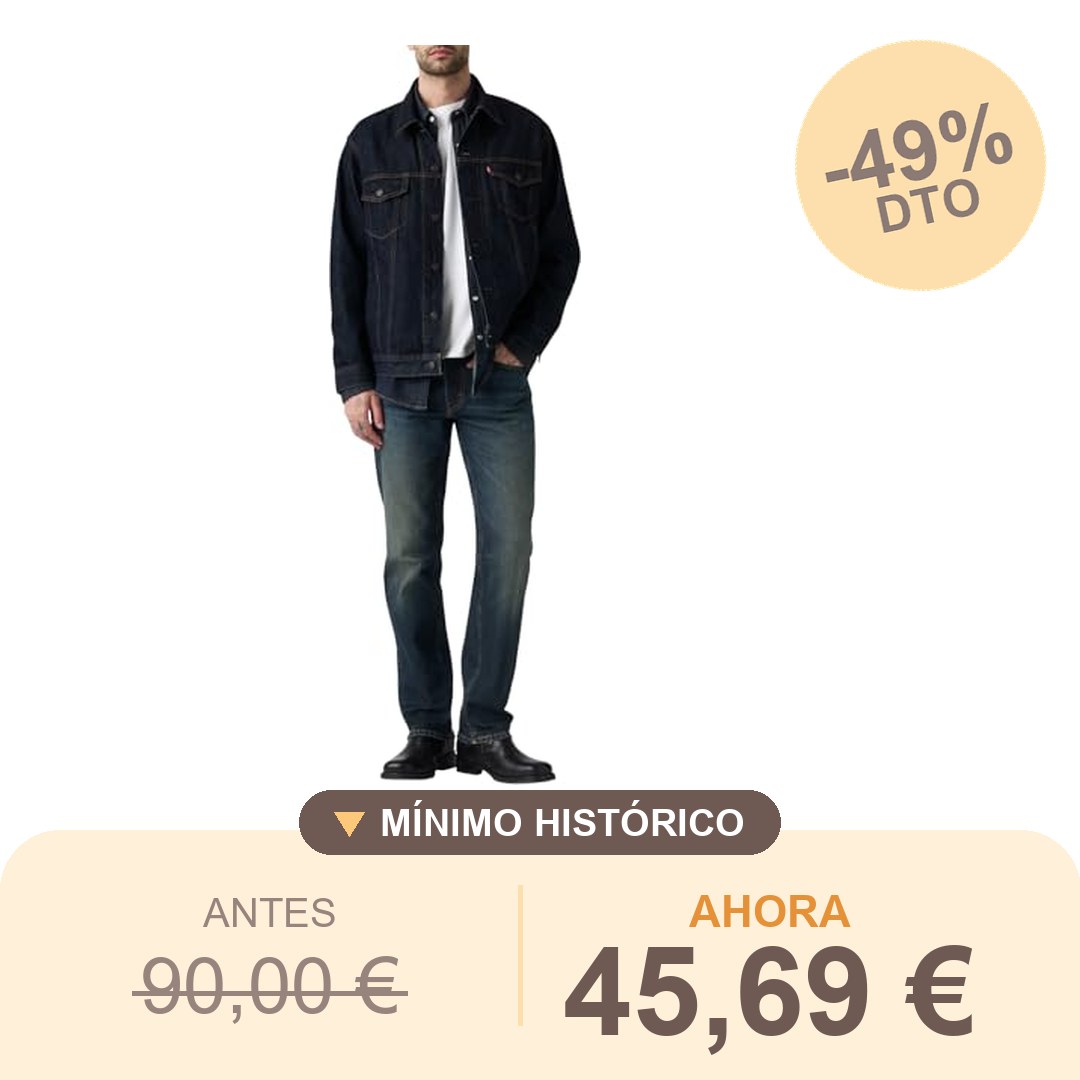 -49%
DTO
MÍNIMO HISTÓRICO
ANTES
90,00 €
AHORA
45,69 €